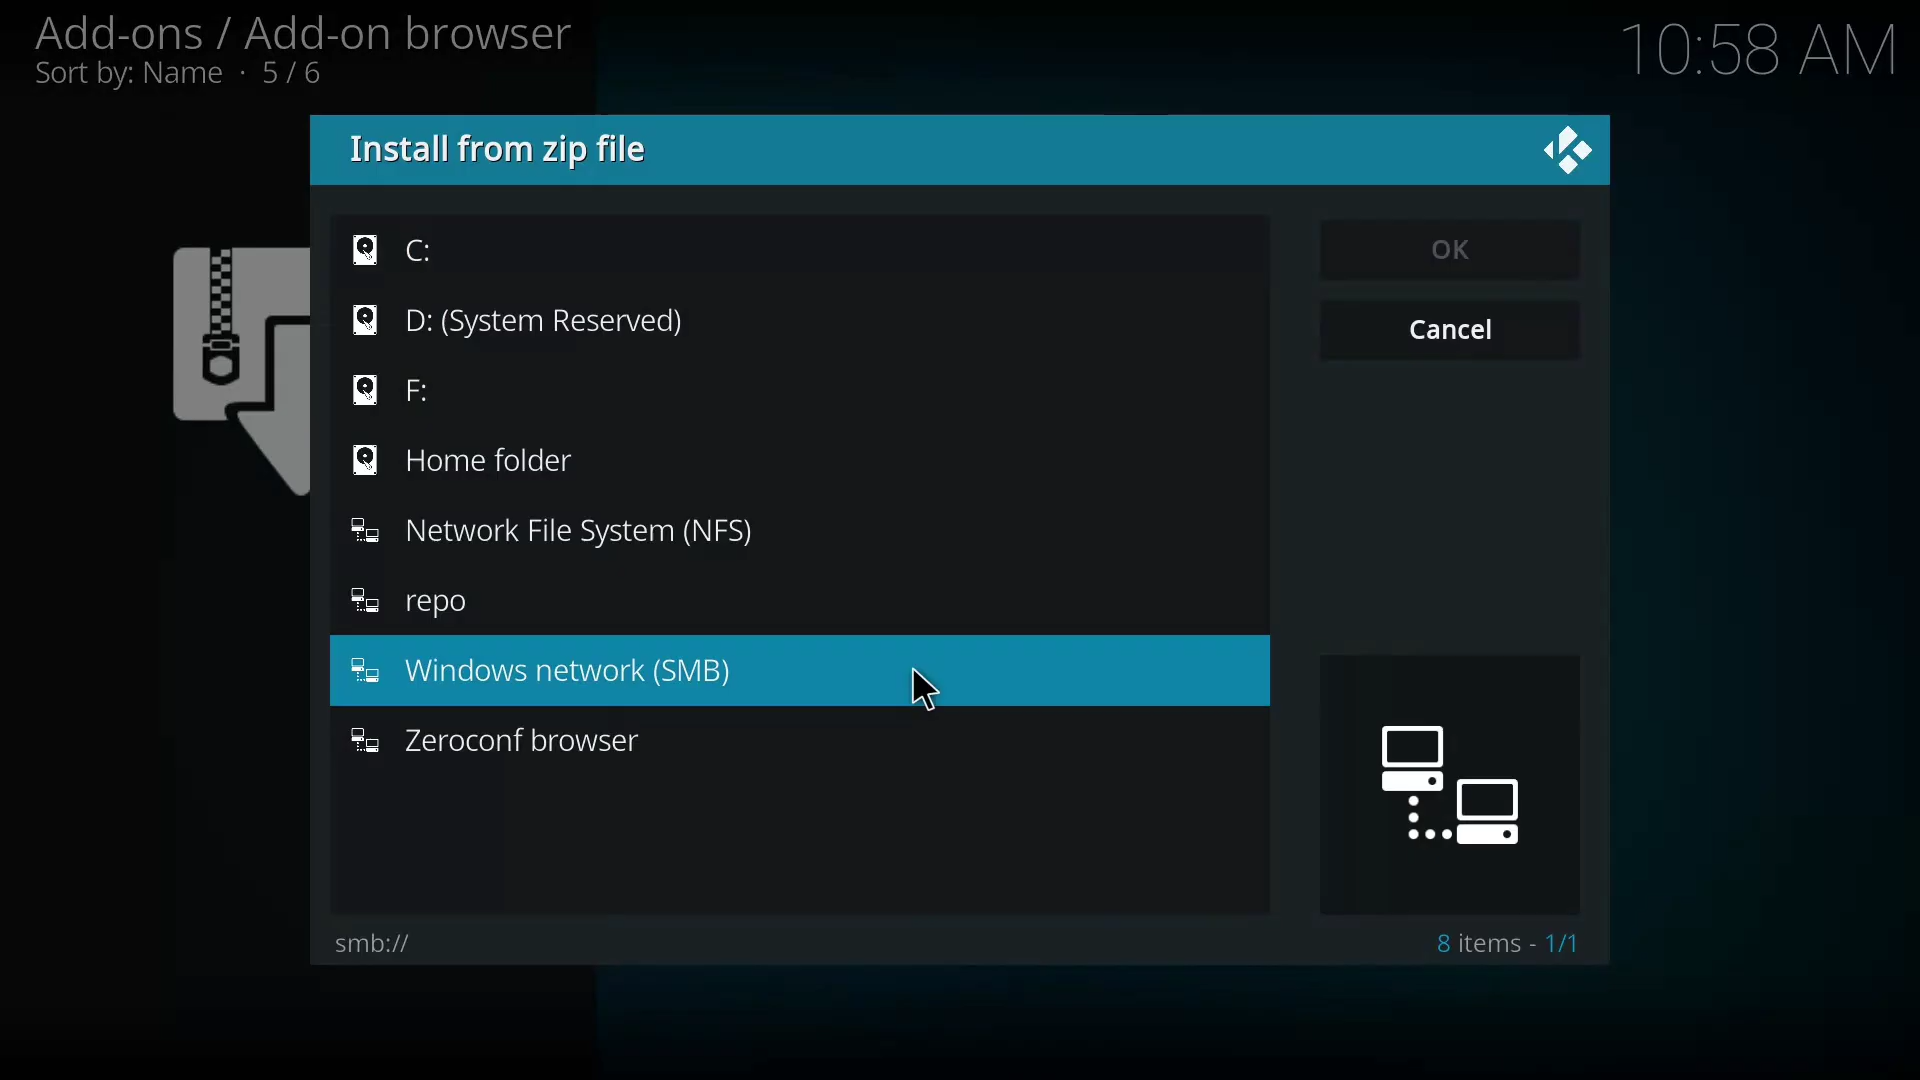 Add-ons / Add-on browser
Sort by: Name · 5 / 6
10:58 AM
Install from zip file
C:
D: (System Reserved)
F:
Home folder
Network File System (NFS)
repo
Windows network (SMB)
Zeroconf browser
OK
Cancel
smb://
8 items - 1/1